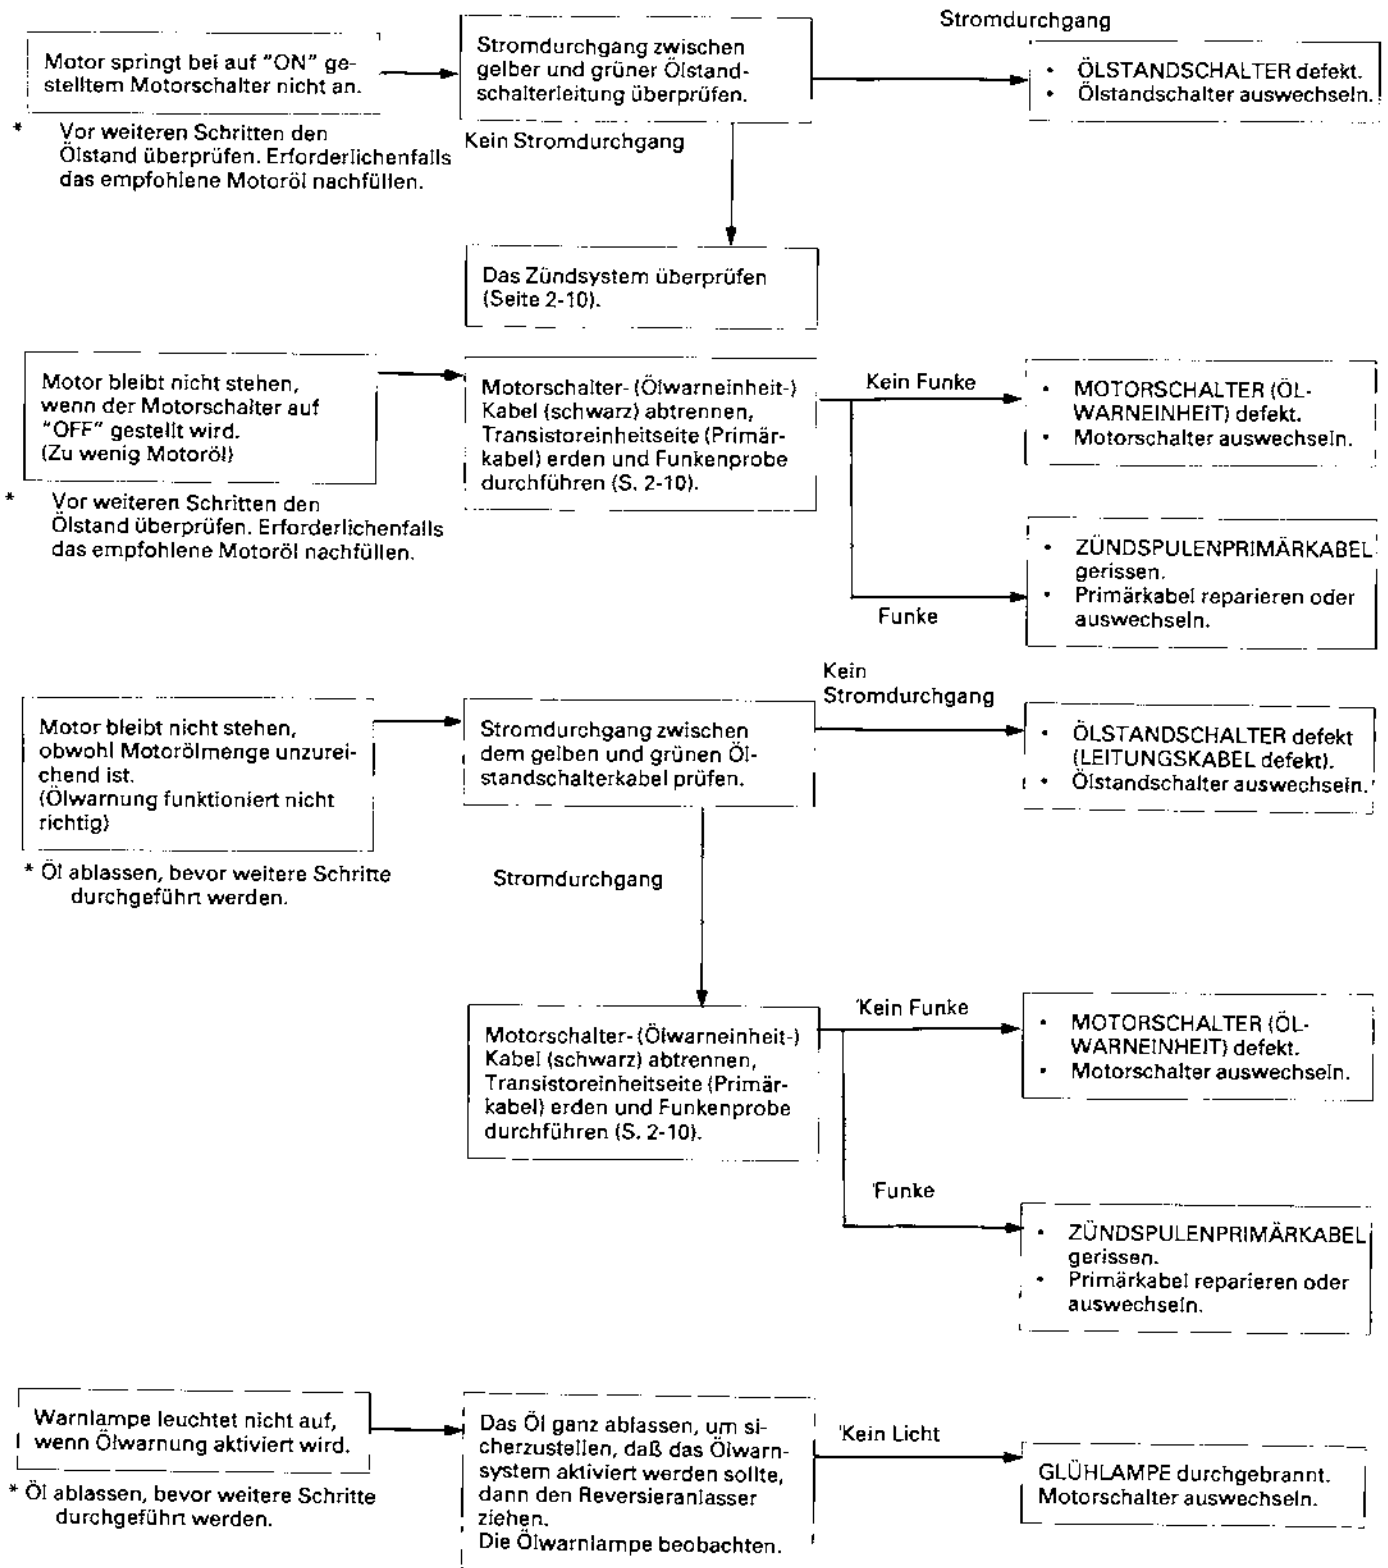 Stromdurchgang
Motor springt bei auf "ON" ge-
stelltem Motorschalter nicht an.
Stromdurchgang zwischen
gelber und grüner Ölstand-
schalterleitung überprüfen.
• ÖLSTANDSCHALTER defekt.
• Ölstandschalter auswechseln.
* Vor weiteren Schritten den
Ölstand überprüfen. Erforderlichenfalls
das empfohlene Motoröl nachfüllen.
Kein Stromdurchgang
Das Zündsystem überprüfen
(Seite 2-10).
Motor bleibt nicht stehen,
wenn der Motorschalter auf
"OFF" gestellt wird.
(Zu wenig Motoröl)
* Vor weiteren Schritten den
Ölstand überprüfen. Erforderlichenfalls
das empfohlene Motoröl nachfüllen.
Motorschalter- (Ölwarneinheit-)
Kabel (schwarz) abtrennen,
Transistoreinheitseite (Primär-
kabel) erden und Funkenprobe
durchführen (S. 2-10).
Kein Funke
• MOTORSCHALTER (ÖL-
WARNEINHEIT) defekt.
• Motorschalter auswechseln.
Funke
• ZÜNDSPULENPRIMÄRKABEL
gerissen.
• Primärkabel reparieren oder
auswechseln.
Motor bleibt nicht stehen,
obwohl Motorölmenge unzurei-
chend ist.
(Ölwarnung funktioniert nicht
richtig)
* Öl ablassen, bevor weitere Schritte
durchgeführt werden.
Stromdurchgang zwischen
dem gelben und grünen Öl-
standschalterkabel prüfen.
Kein
Stromdurchgang
• ÖLSTANDSCHALTER defekt
(LEITUNGSKABEL defekt).
• Ölstandschalter auswechseln.
Stromdurchgang
Motorschalter- (Ölwarneinheit-)
Kabel (schwarz) abtrennen,
Transistoreinheitseite (Primär-
kabel) erden und Funkenprobe
durchführen (S. 2-10).
Kein Funke
• MOTORSCHALTER (ÖL-
WARNEINHEIT) defekt.
• Motorschalter auswechseln.
Funke
• ZÜNDSPULENPRIMÄRKABEL
gerissen.
• Primärkabel reparieren oder
auswechseln.
Warnlampe leuchtet nicht auf,
wenn Ölwarnung aktiviert wird.
* Öl ablassen, bevor weitere Schritte
durchgeführt werden.
Das Öl ganz ablassen, um si-
cherzustellen, daß das Ölwarn-
system aktiviert werden sollte,
dann den Reversieranlasser
ziehen.
Die Ölwarnlampe beobachten.
Kein Licht
GLÜHLAMPE durchgebrannt.
Motorschalter auswechseln.